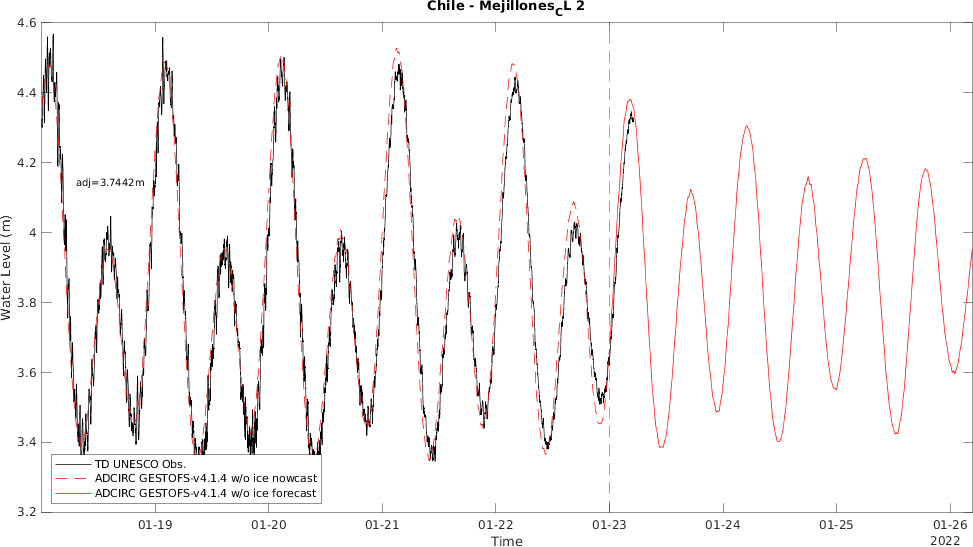 Chile - Mejillones_CL 2
4.6
4.4
4.2
4
3.8
3.6
3.4
3.2
Water Level (m)
adj=3.7442m
TD UNESCO Obs.
ADCIRC GESTOFS-v4.1.4 w/o ice nowcast
ADCIRC GESTOFS-v4.1.4 w/o ice forecast
01-19 01-20 01-21 01-22 01-23 01-24 01-25 01-26
Time 2022